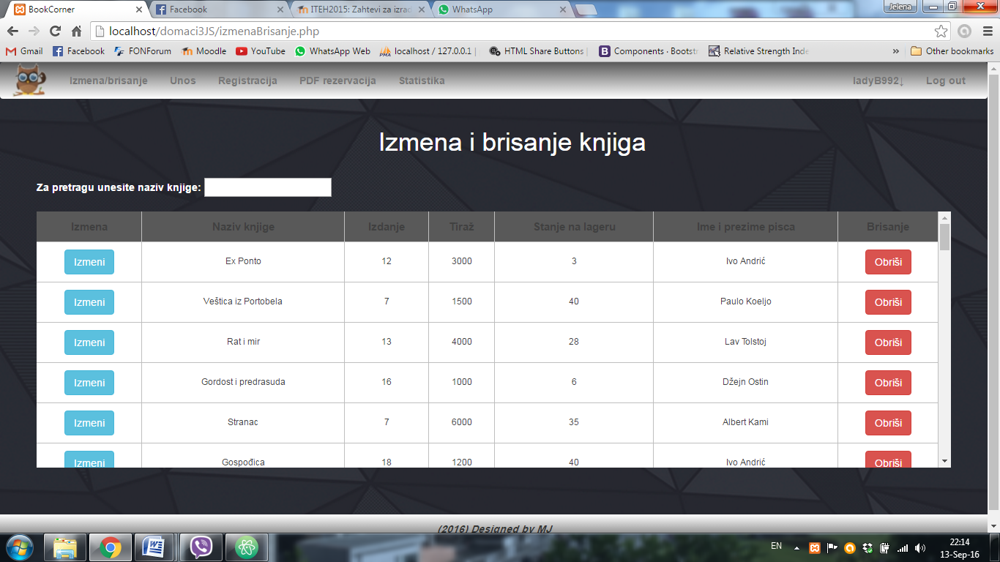 BookCorner
Facebook
ITEH2015: Zahtevi za izrad
WhatsApp
Jelena
localhost/domaci3JS/izmenaBrisanje.php
Gmail Facebook FONForum Moodle YouTube WhatsApp Web localhost / 127.0.0.1 | HTML Share Buttons | Components · Bootst Relative Strength Inde » Other bookmarks
Izmena/brisanje Unos Registracija PDF rezervacija Statistika ladyB992↓ Log out
Izmena i brisanje knjiga
Za pretragu unesite naziv knjige:
Izmena Naziv knjige Izdanje Tiraž Stanje na lageru Ime i prezime pisca Brisanje
Izmeni Ex Ponto 12 3000 3 Ivo Andrić Obriši
Izmeni Veštica iz Portobela 7 1500 40 Paulo Koeljo Obriši
Izmeni Rat i mir 13 4000 28 Lav Tolstoj Obriši
Izmeni Gordost i predrasuda 16 1000 6 Džejn Ostin Obriši
Izmeni Stranac 7 6000 35 Albert Kami Obriši
Izmeni Gospođica 18 1200 40 Ivo Andrić Obriši
(2016) Designed by MJ
EN 22:14
13-Sep-16